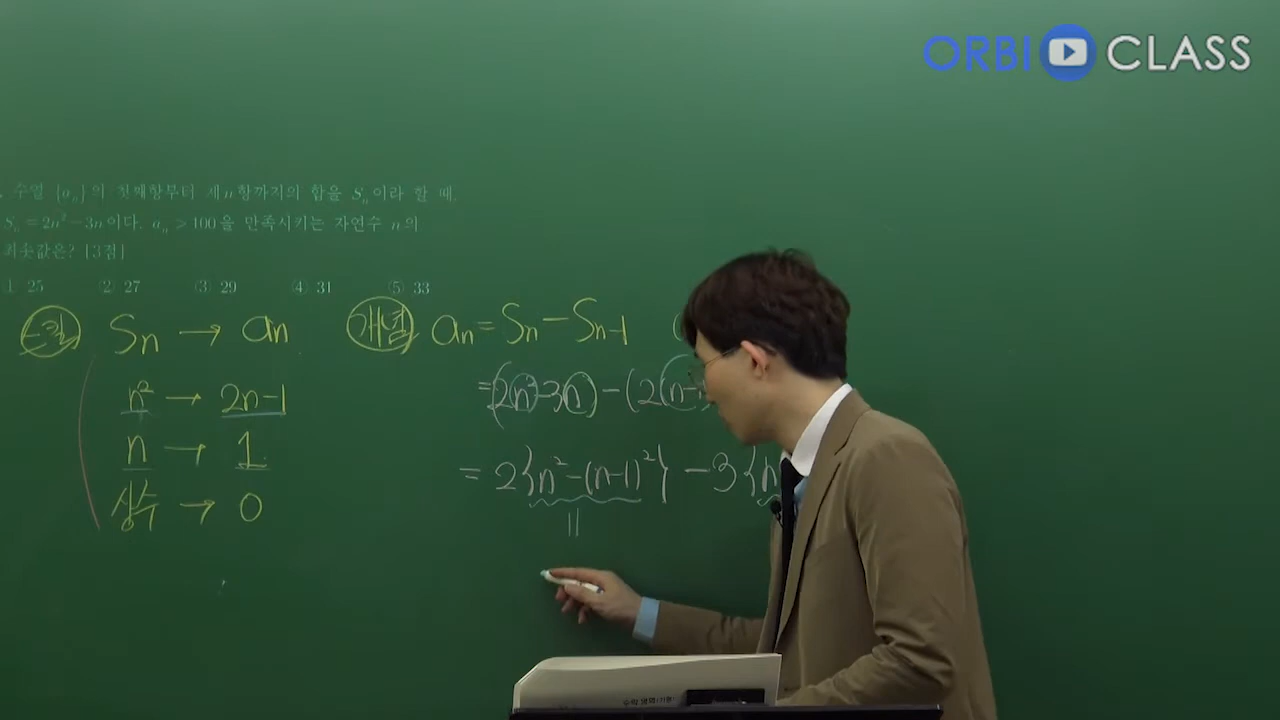 ORBI CLASS
수열 {aₙ}의 첫째항부터 제n항까지의 합을 Sₙ이라 할 때,
Sₙ=2n²-3n이다. aₙ>100을 만족시키는 자연수 n의
최솟값은? [3점]
① 25 ② 27 ③ 29 ④ 31 ⑤ 33
Sₙ → aₙ 개념 aₙ = Sₙ - Sₙ₋₁ (
n² → 2n-1 =(2n²-3n)-(2(n-
n → 1 = 2{n²-(n-1)²} -3{n
상수 → 0 ||